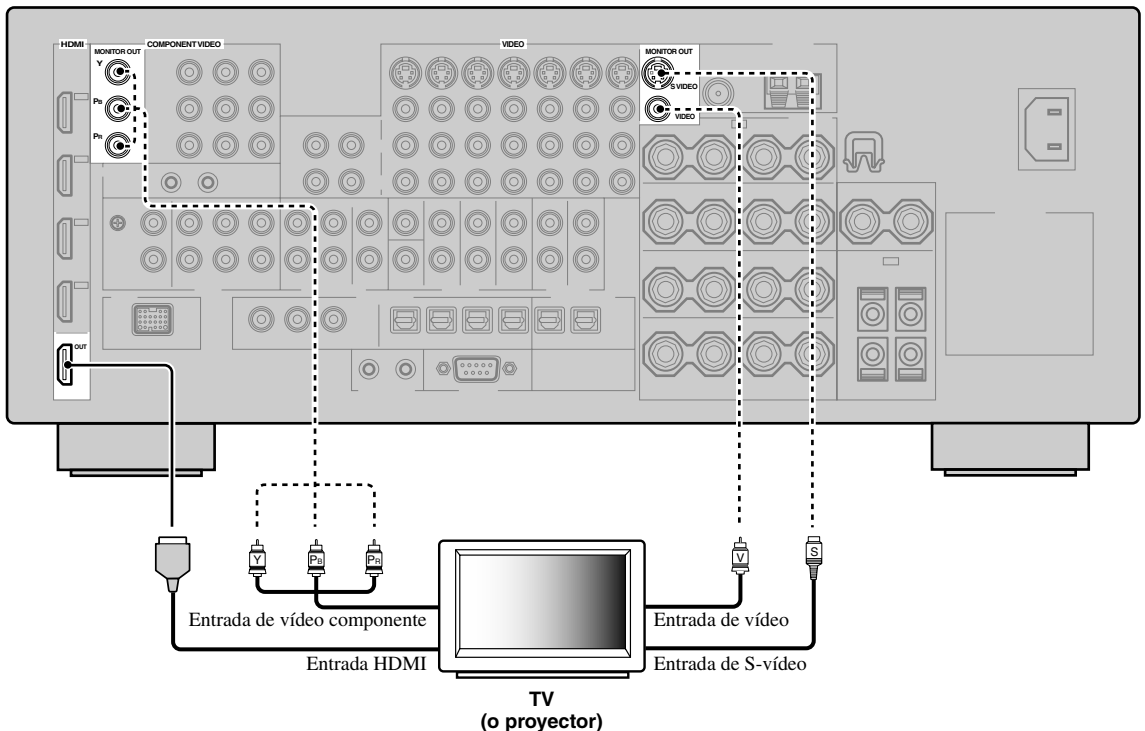 HDMI
COMPONENT VIDEO
VIDEO
MONITOR OUT
MONITOR OUT
Y
PB
PR
S VIDEO
VIDEO
OUT
Y
PB
PR
V
S
Entrada de vídeo componente
Entrada de vídeo
Entrada HDMI
Entrada de S-vídeo
TV
(o proyector)